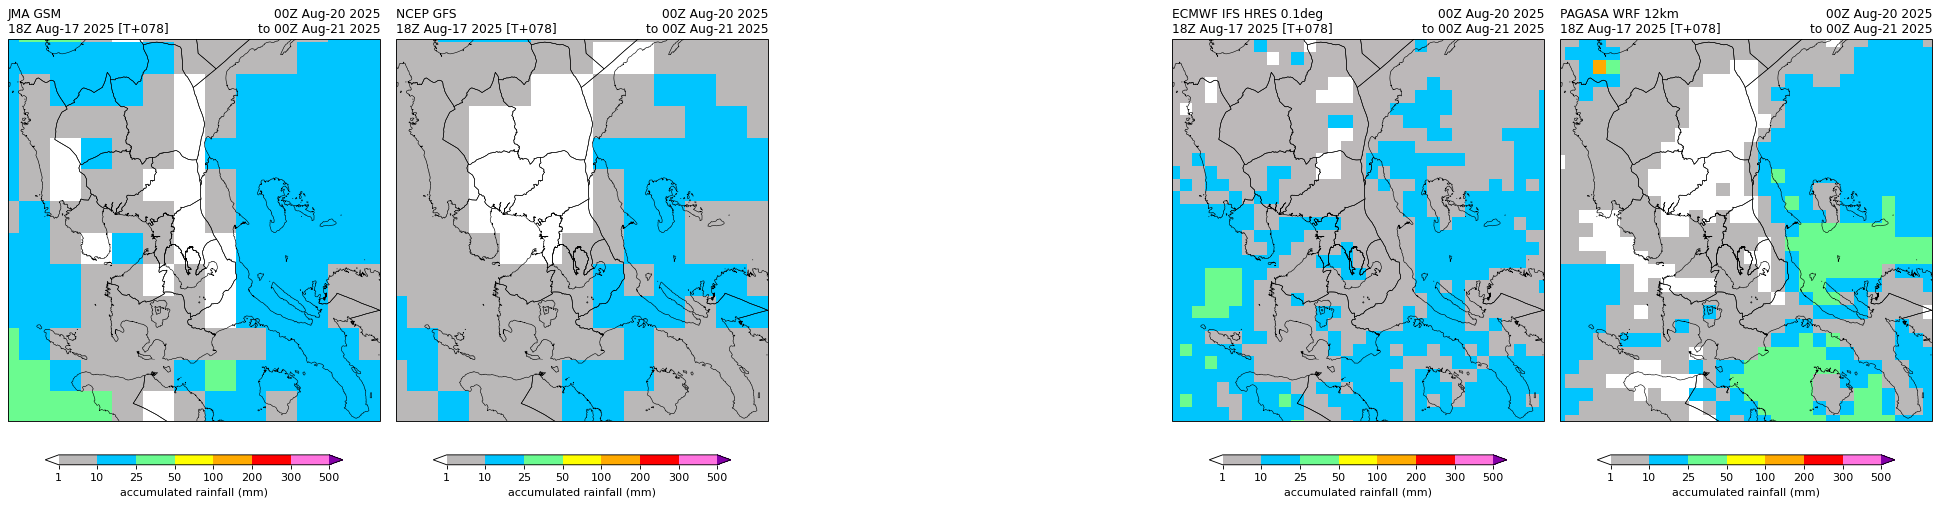 JMA GSM 00Z Aug-20 2025
18Z Aug-17 2025 [T+078] to 00Z Aug-21 2025
1 10 25 50 100 200 300 500
accumulated rainfall (mm)
NCEP GFS 00Z Aug-20 2025
18Z Aug-17 2025 [T+078] to 00Z Aug-21 2025
1 10 25 50 100 200 300 500
accumulated rainfall (mm)
ECMWF IFS HRES 0.1deg 00Z Aug-20 2025
18Z Aug-17 2025 [T+078] to 00Z Aug-21 2025
1 10 25 50 100 200 300 500
accumulated rainfall (mm)
PAGASA WRF 12km 00Z Aug-20 2025
18Z Aug-17 2025 [T+078] to 00Z Aug-21 2025
1 10 25 50 100 200 300 500
accumulated rainfall (mm)